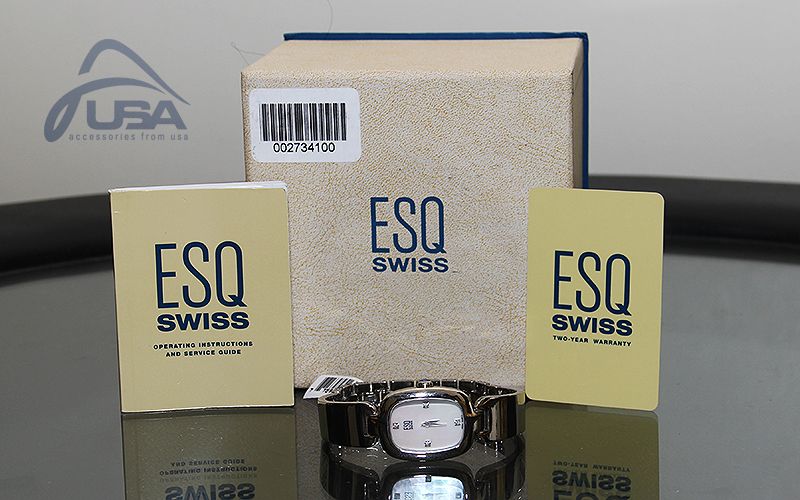 USA
accessories from usa
002734100
ESQ
SWISS
ESQ
SWISS
OPERATING INSTRUCTIONS
AND SERVICE GUIDE
ESQ
SWISS
TWO-YEAR WARRANTY
ESQ